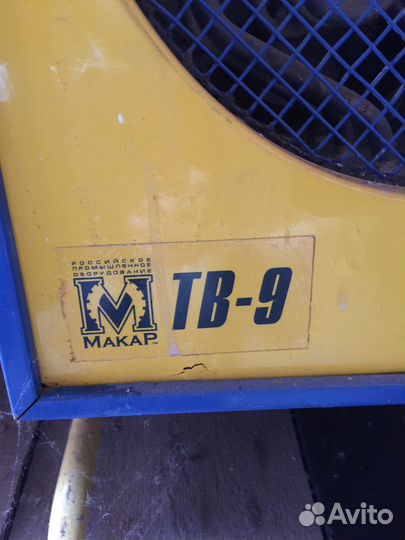 РОССИЙСКОЕ
ПРОМЫШЛЕННОЕ
ОБОРУДОВАНИЕ
М
МАКАР
ТВ-9
Avito